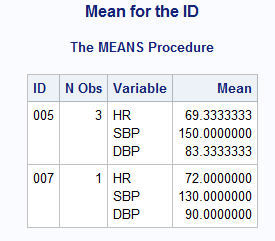 Mean for the ID
The MEANS Procedure
ID N Obs Variable Mean
005 3 HR 69.3333333
SBP 150.0000000
DBP 83.3333333
007 1 HR 72.0000000
SBP 130.0000000
DBP 90.0000000